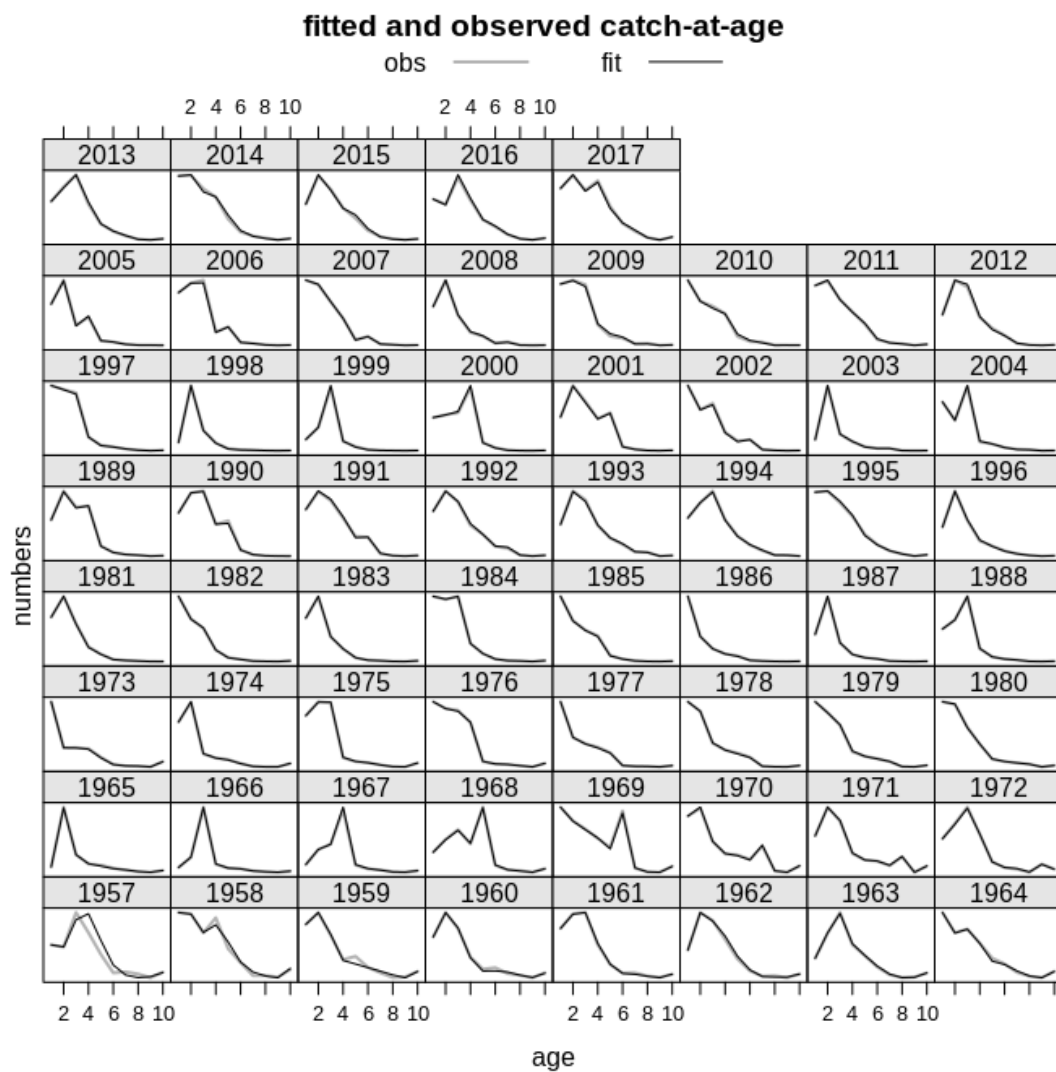 fitted and observed catch-at-age
obs fit
2 4 6 8 10 2 4 6 8 10
2013 2014 2015 2016 2017
2005 2006 2007 2008 2009 2010 2011 2012
1997 1998 1999 2000 2001 2002 2003 2004
1989 1990 1991 1992 1993 1994 1995 1996
1981 1982 1983 1984 1985 1986 1987 1988
1973 1974 1975 1976 1977 1978 1979 1980
1965 1966 1967 1968 1969 1970 1971 1972
1957 1958 1959 1960 1961 1962 1963 1964
2 4 6 8 10 2 4 6 8 10 2 4 6 8 10 2 4 6 8 10
numbers
age